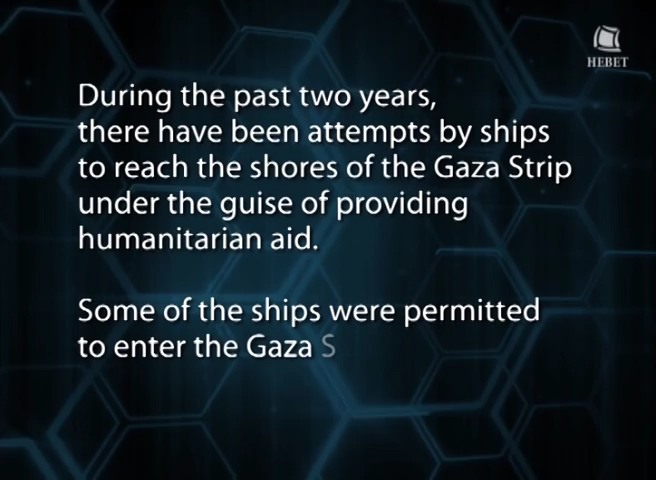 HEBET
During the past two years,
there have been attempts by ships
to reach the shores of the Gaza Strip
under the guise of providing
humanitarian aid.
Some of the ships were permitted
to enter the Gaza S